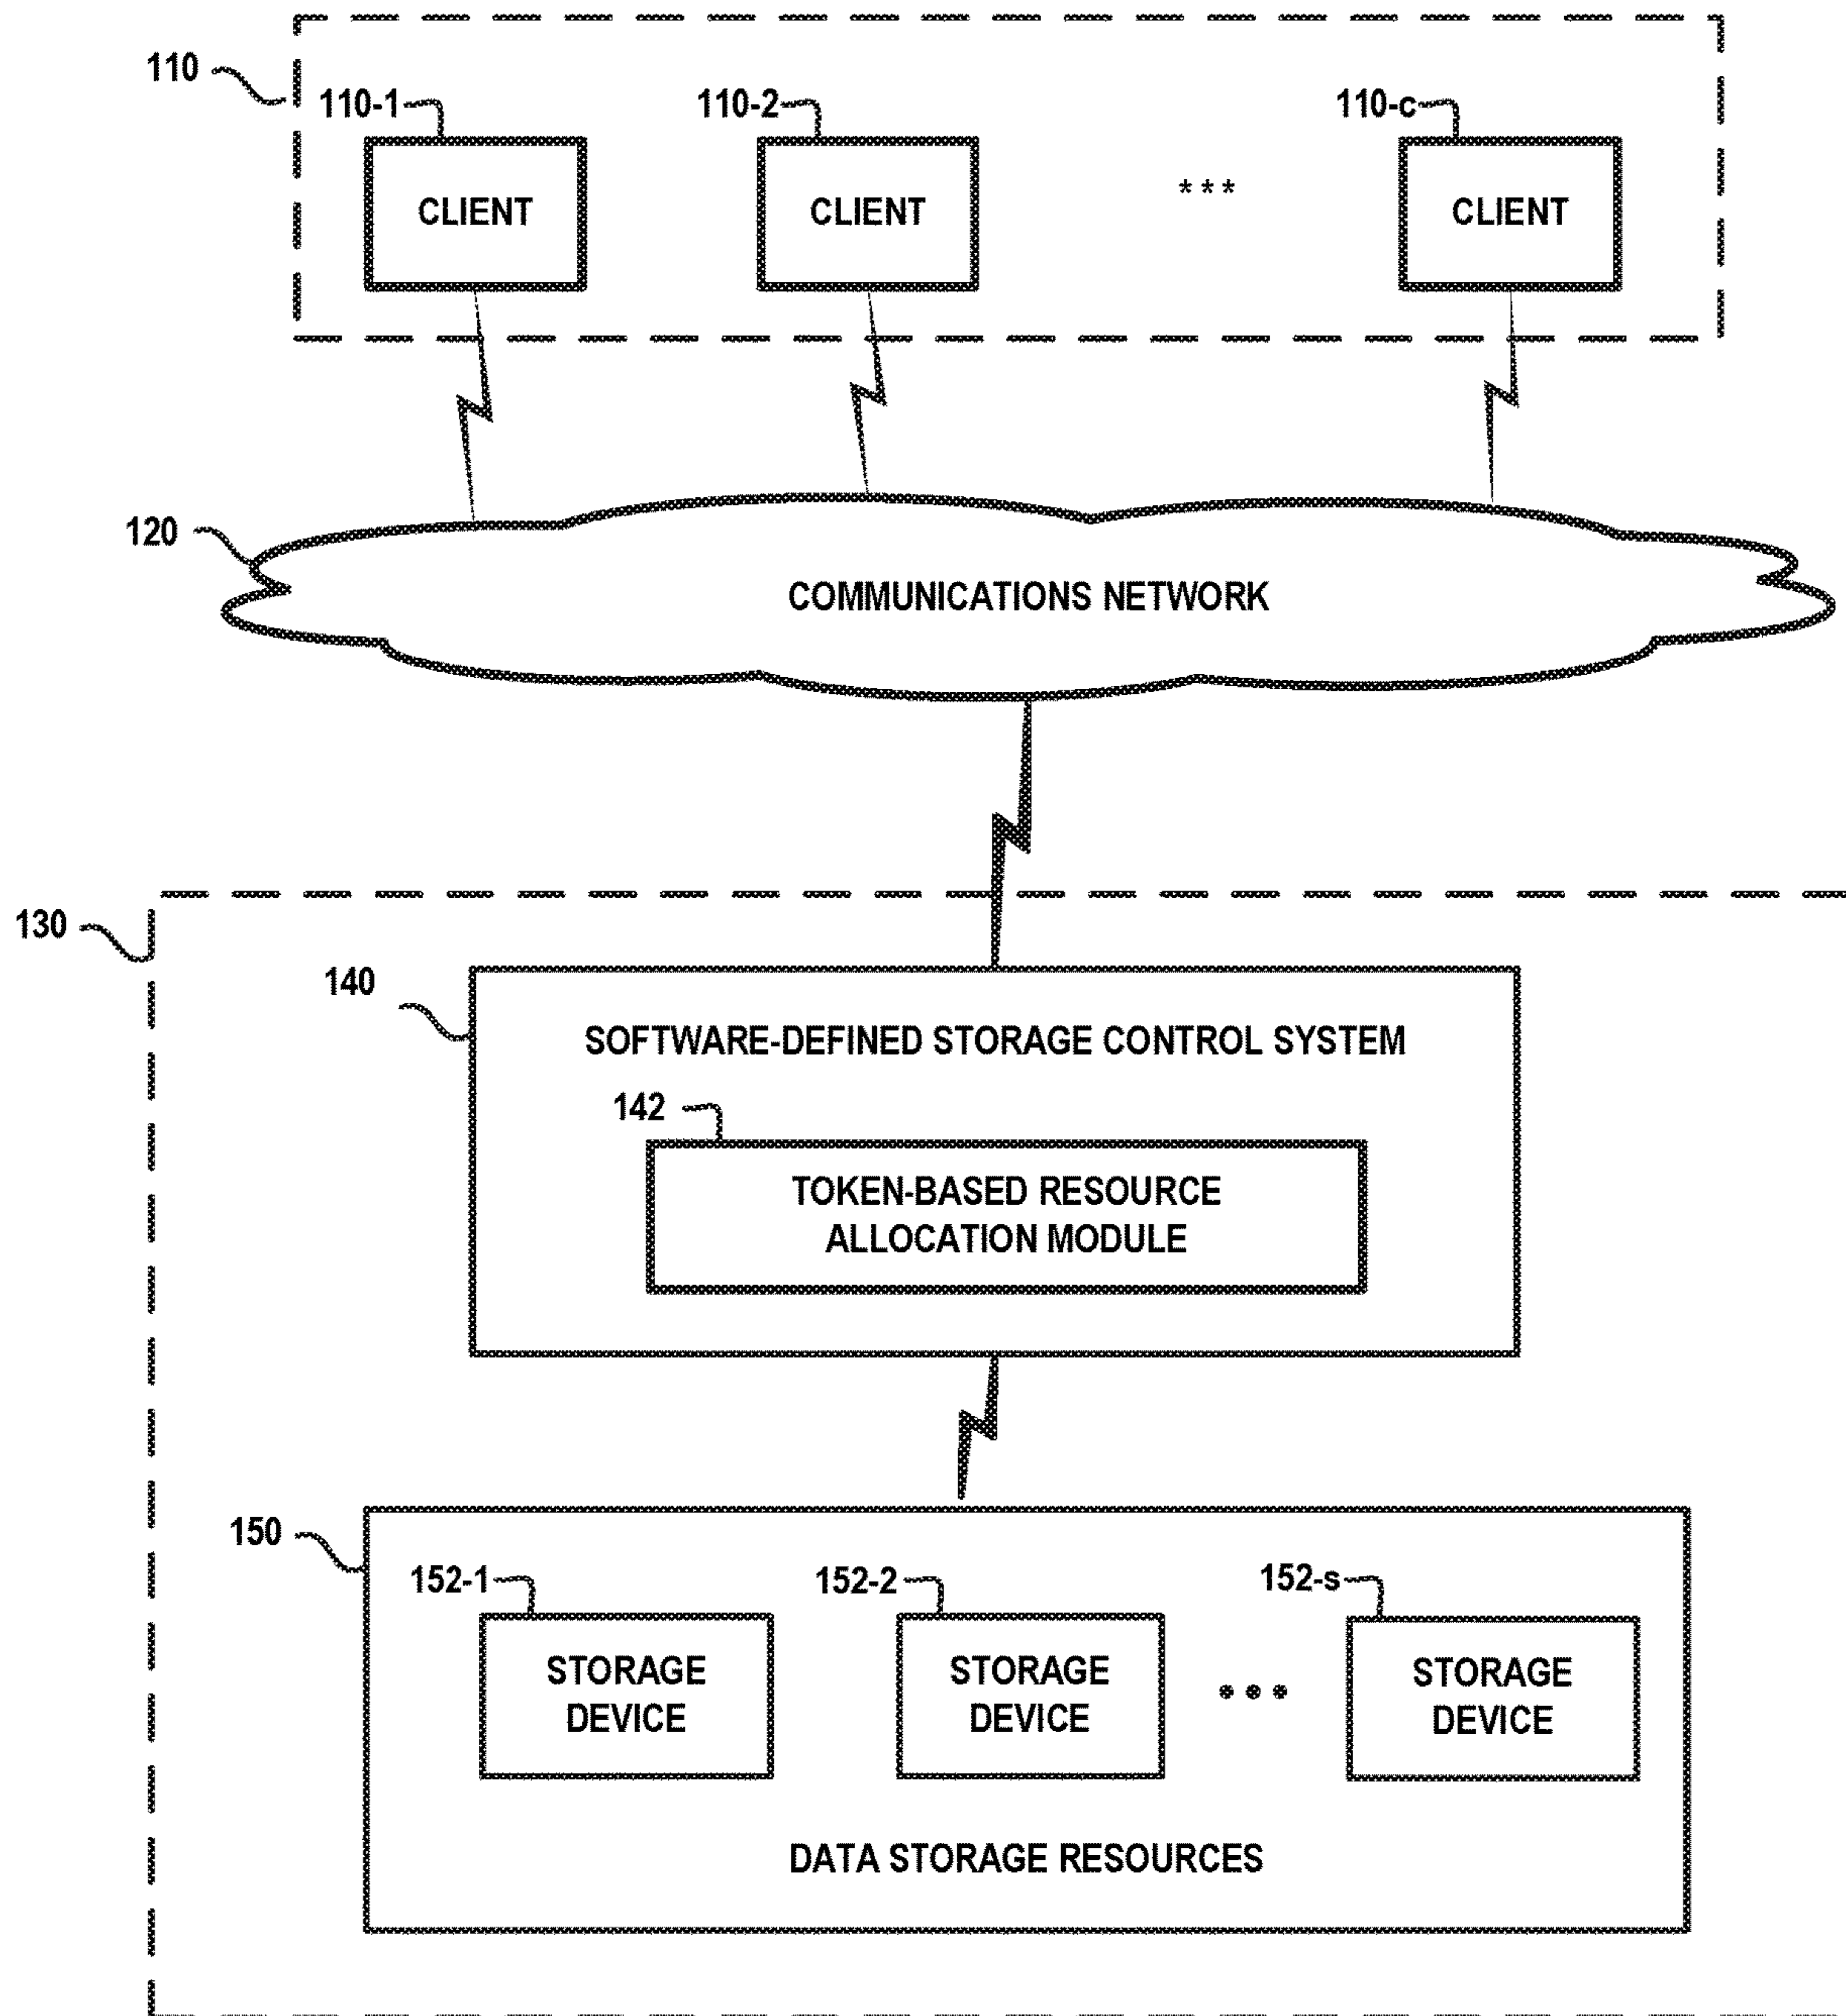 110
110-1
110-2
110-c
CLIENT
CLIENT
* * *
CLIENT
120
COMMUNICATIONS NETWORK
130
140
SOFTWARE-DEFINED STORAGE CONTROL SYSTEM
142
TOKEN-BASED RESOURCE
ALLOCATION MODULE
150
152-1
152-2
152-s
STORAGE
DEVICE
STORAGE
DEVICE
STORAGE
DEVICE
DATA STORAGE RESOURCES